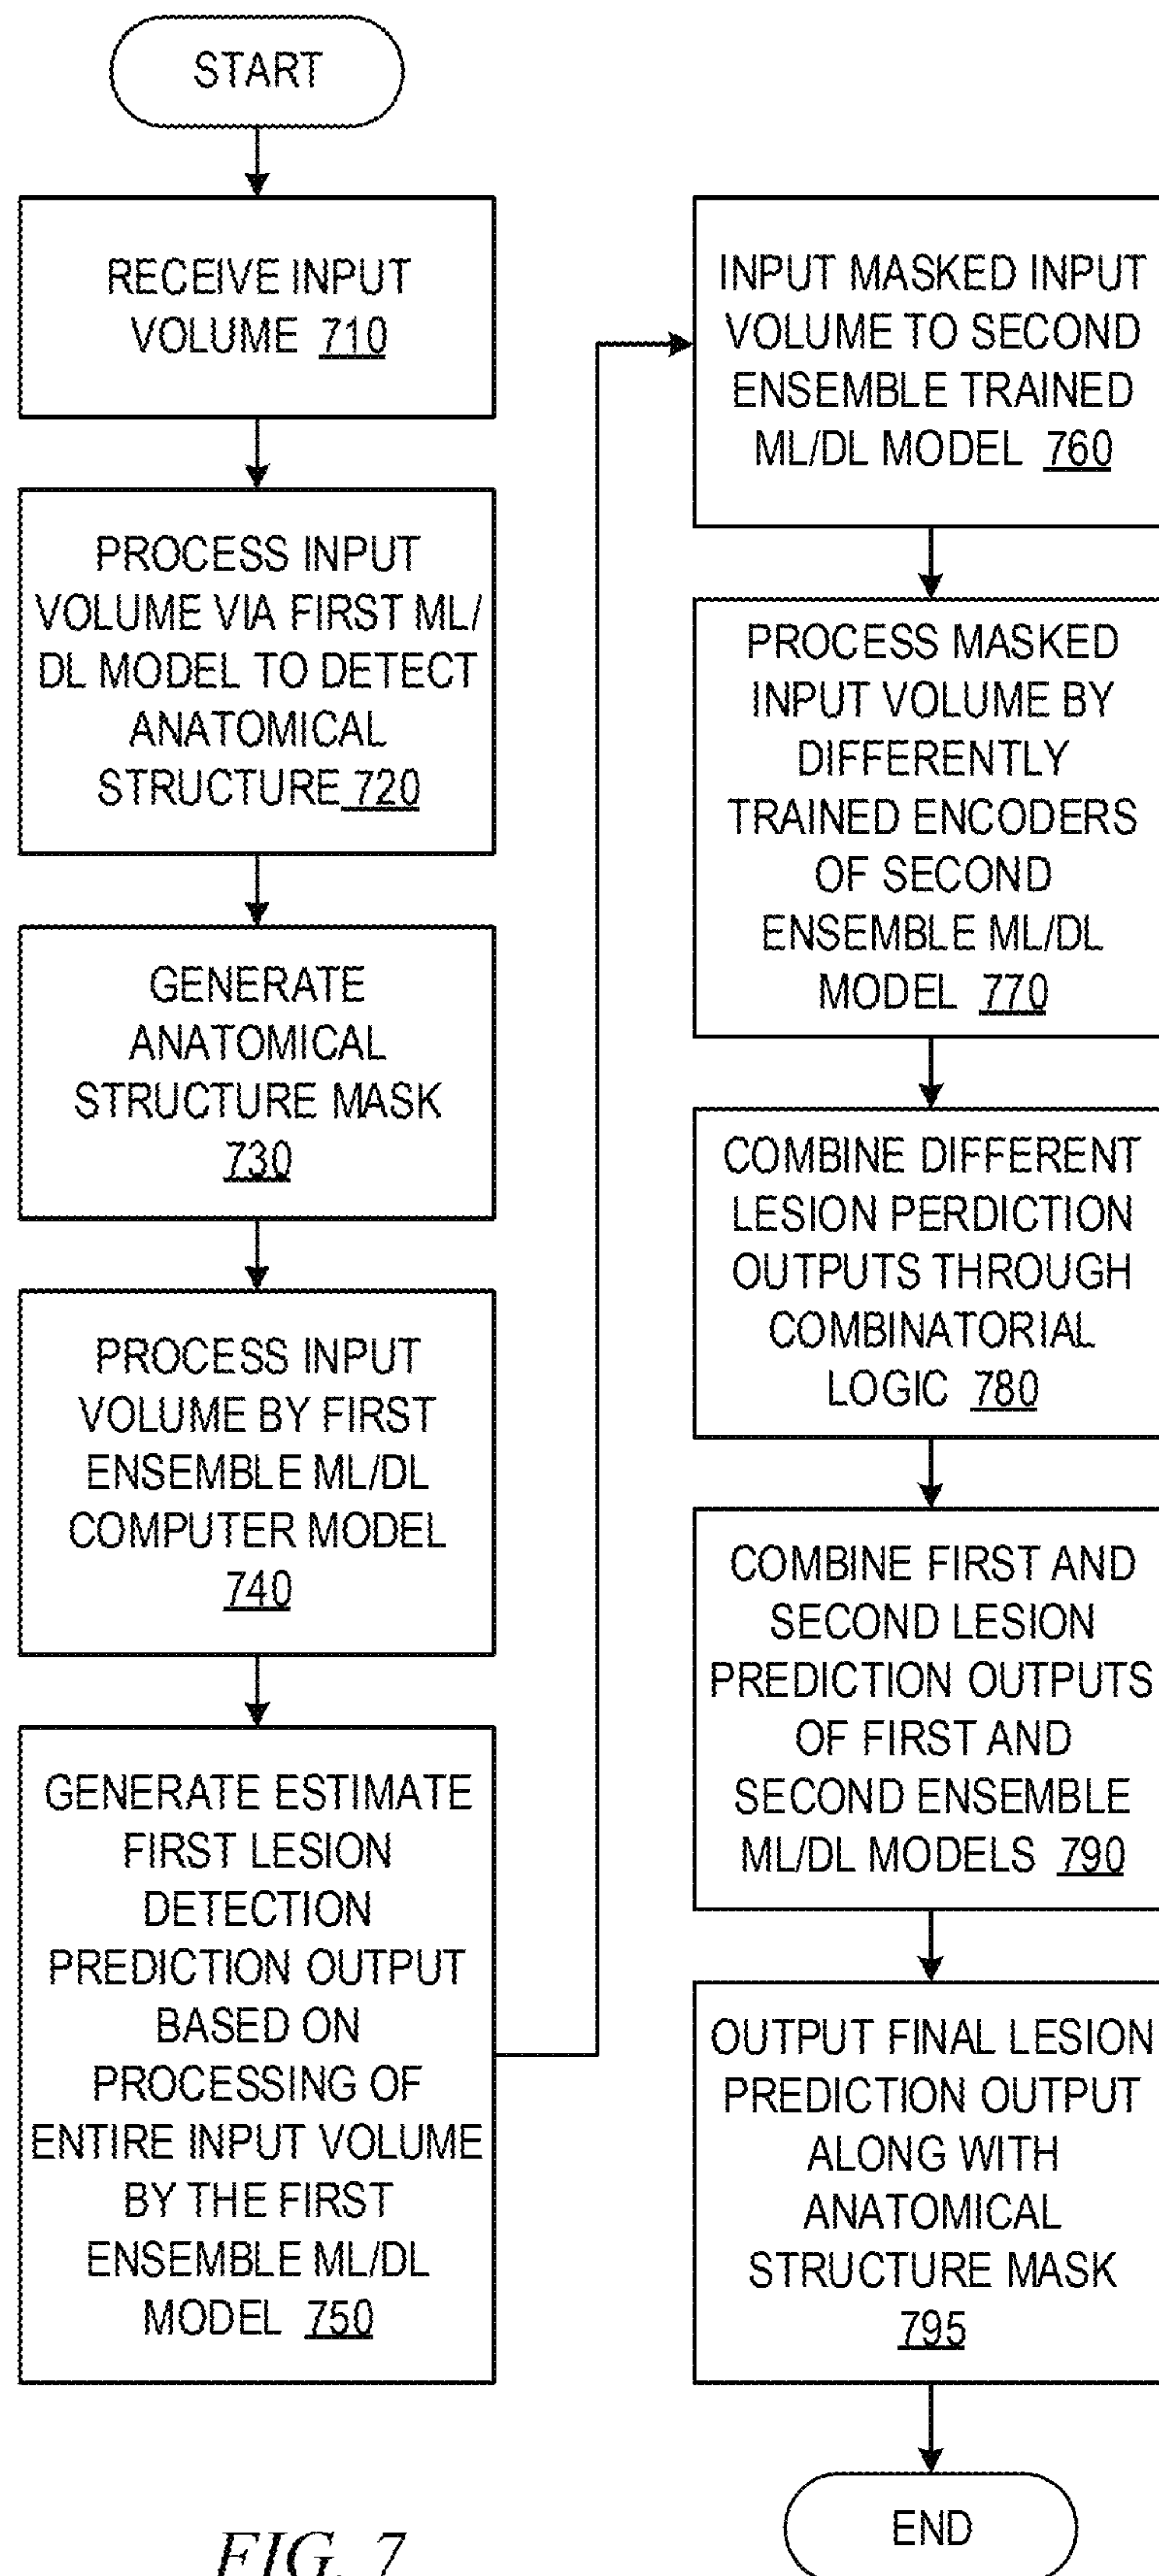 START
RECEIVE INPUT
VOLUME 710
PROCESS INPUT
VOLUME VIA FIRST ML/
DL MODEL TO DETECT
ANATOMICAL
STRUCTURE 720
GENERATE
ANATOMICAL
STRUCTURE MASK
730
PROCESS INPUT
VOLUME BY FIRST
ENSEMBLE ML/DL
COMPUTER MODEL
740
GENERATE ESTIMATE
FIRST LESION
DETECTION
PREDICTION OUTPUT
BASED ON
PROCESSING OF
ENTIRE INPUT VOLUME
BY THE FIRST
ENSEMBLE ML/DL
MODEL 750
INPUT MASKED INPUT
VOLUME TO SECOND
ENSEMBLE TRAINED
ML/DL MODEL 760
PROCESS MASKED
INPUT VOLUME BY
DIFFERENTLY
TRAINED ENCODERS
OF SECOND
ENSEMBLE ML/DL
MODEL 770
COMBINE DIFFERENT
LESION PERDICTION
OUTPUTS THROUGH
COMBINATORIAL
LOGIC 780
COMBINE FIRST AND
SECOND LESION
PREDICTION OUTPUTS
OF FIRST AND
SECOND ENSEMBLE
ML/DL MODELS 790
OUTPUT FINAL LESION
PREDICTION OUTPUT
ALONG WITH
ANATOMICAL
STRUCTURE MASK
795
END
FIG. 7